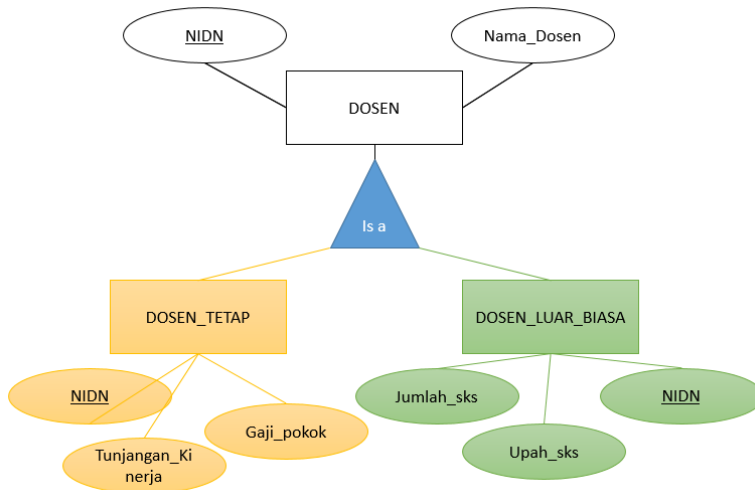 NIDN
Nama_Dosen
DOSEN
Is a
DOSEN_TETAP
DOSEN_LUAR_BIASA
NIDN
Tunjangan_Ki
nerja
Gaji_pokok
Jumlah_sks
Upah_sks
NIDN